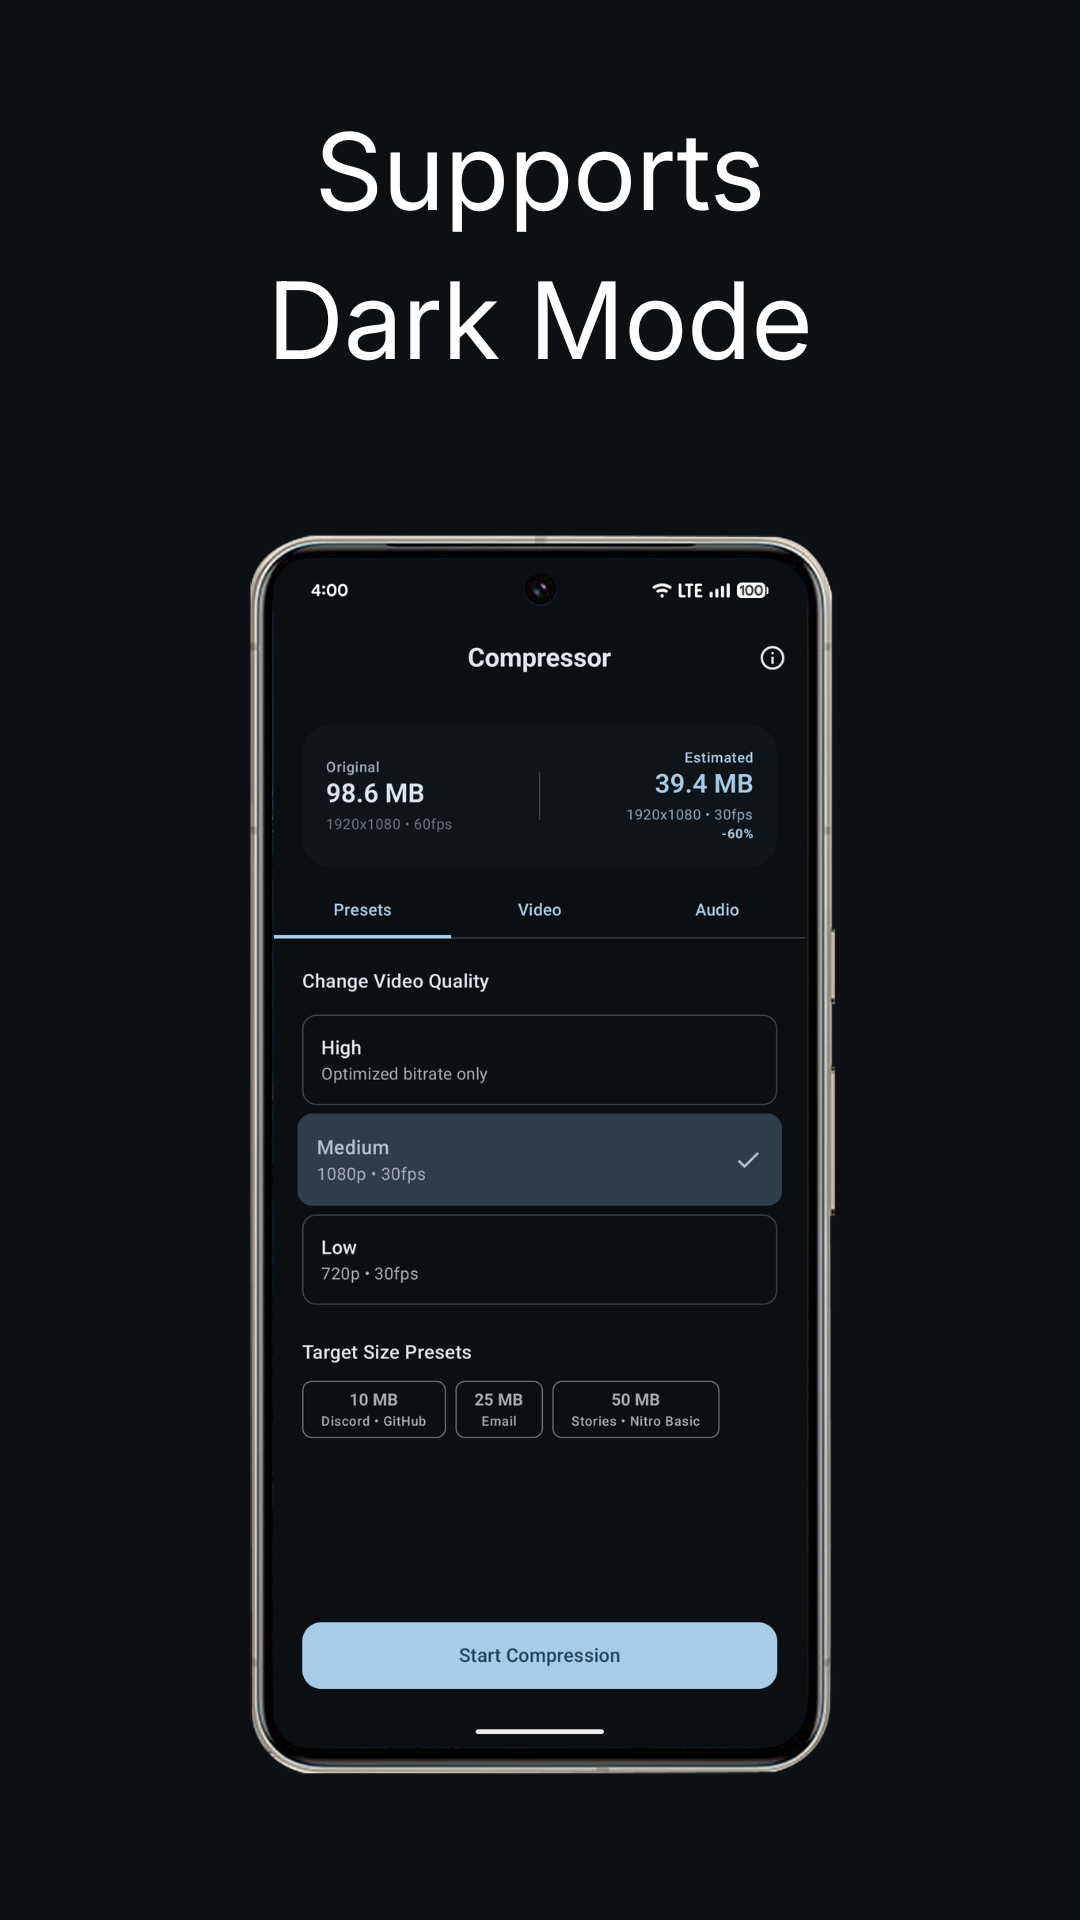 Supports
Dark Mode
4:00
LTE 100
Compressor
Original
98.6 MB
1920x1080 • 60fps
Estimated
39.4 MB
1920x1080 • 30fps
-60%
Presets Video Audio
Change Video Quality
High
Optimized bitrate only
Medium
1080p • 30fps
Low
720p • 30fps
Target Size Presets
10 MB
Discord • GitHub
25 MB
Email
50 MB
Stories • Nitro Basic
Start Compression